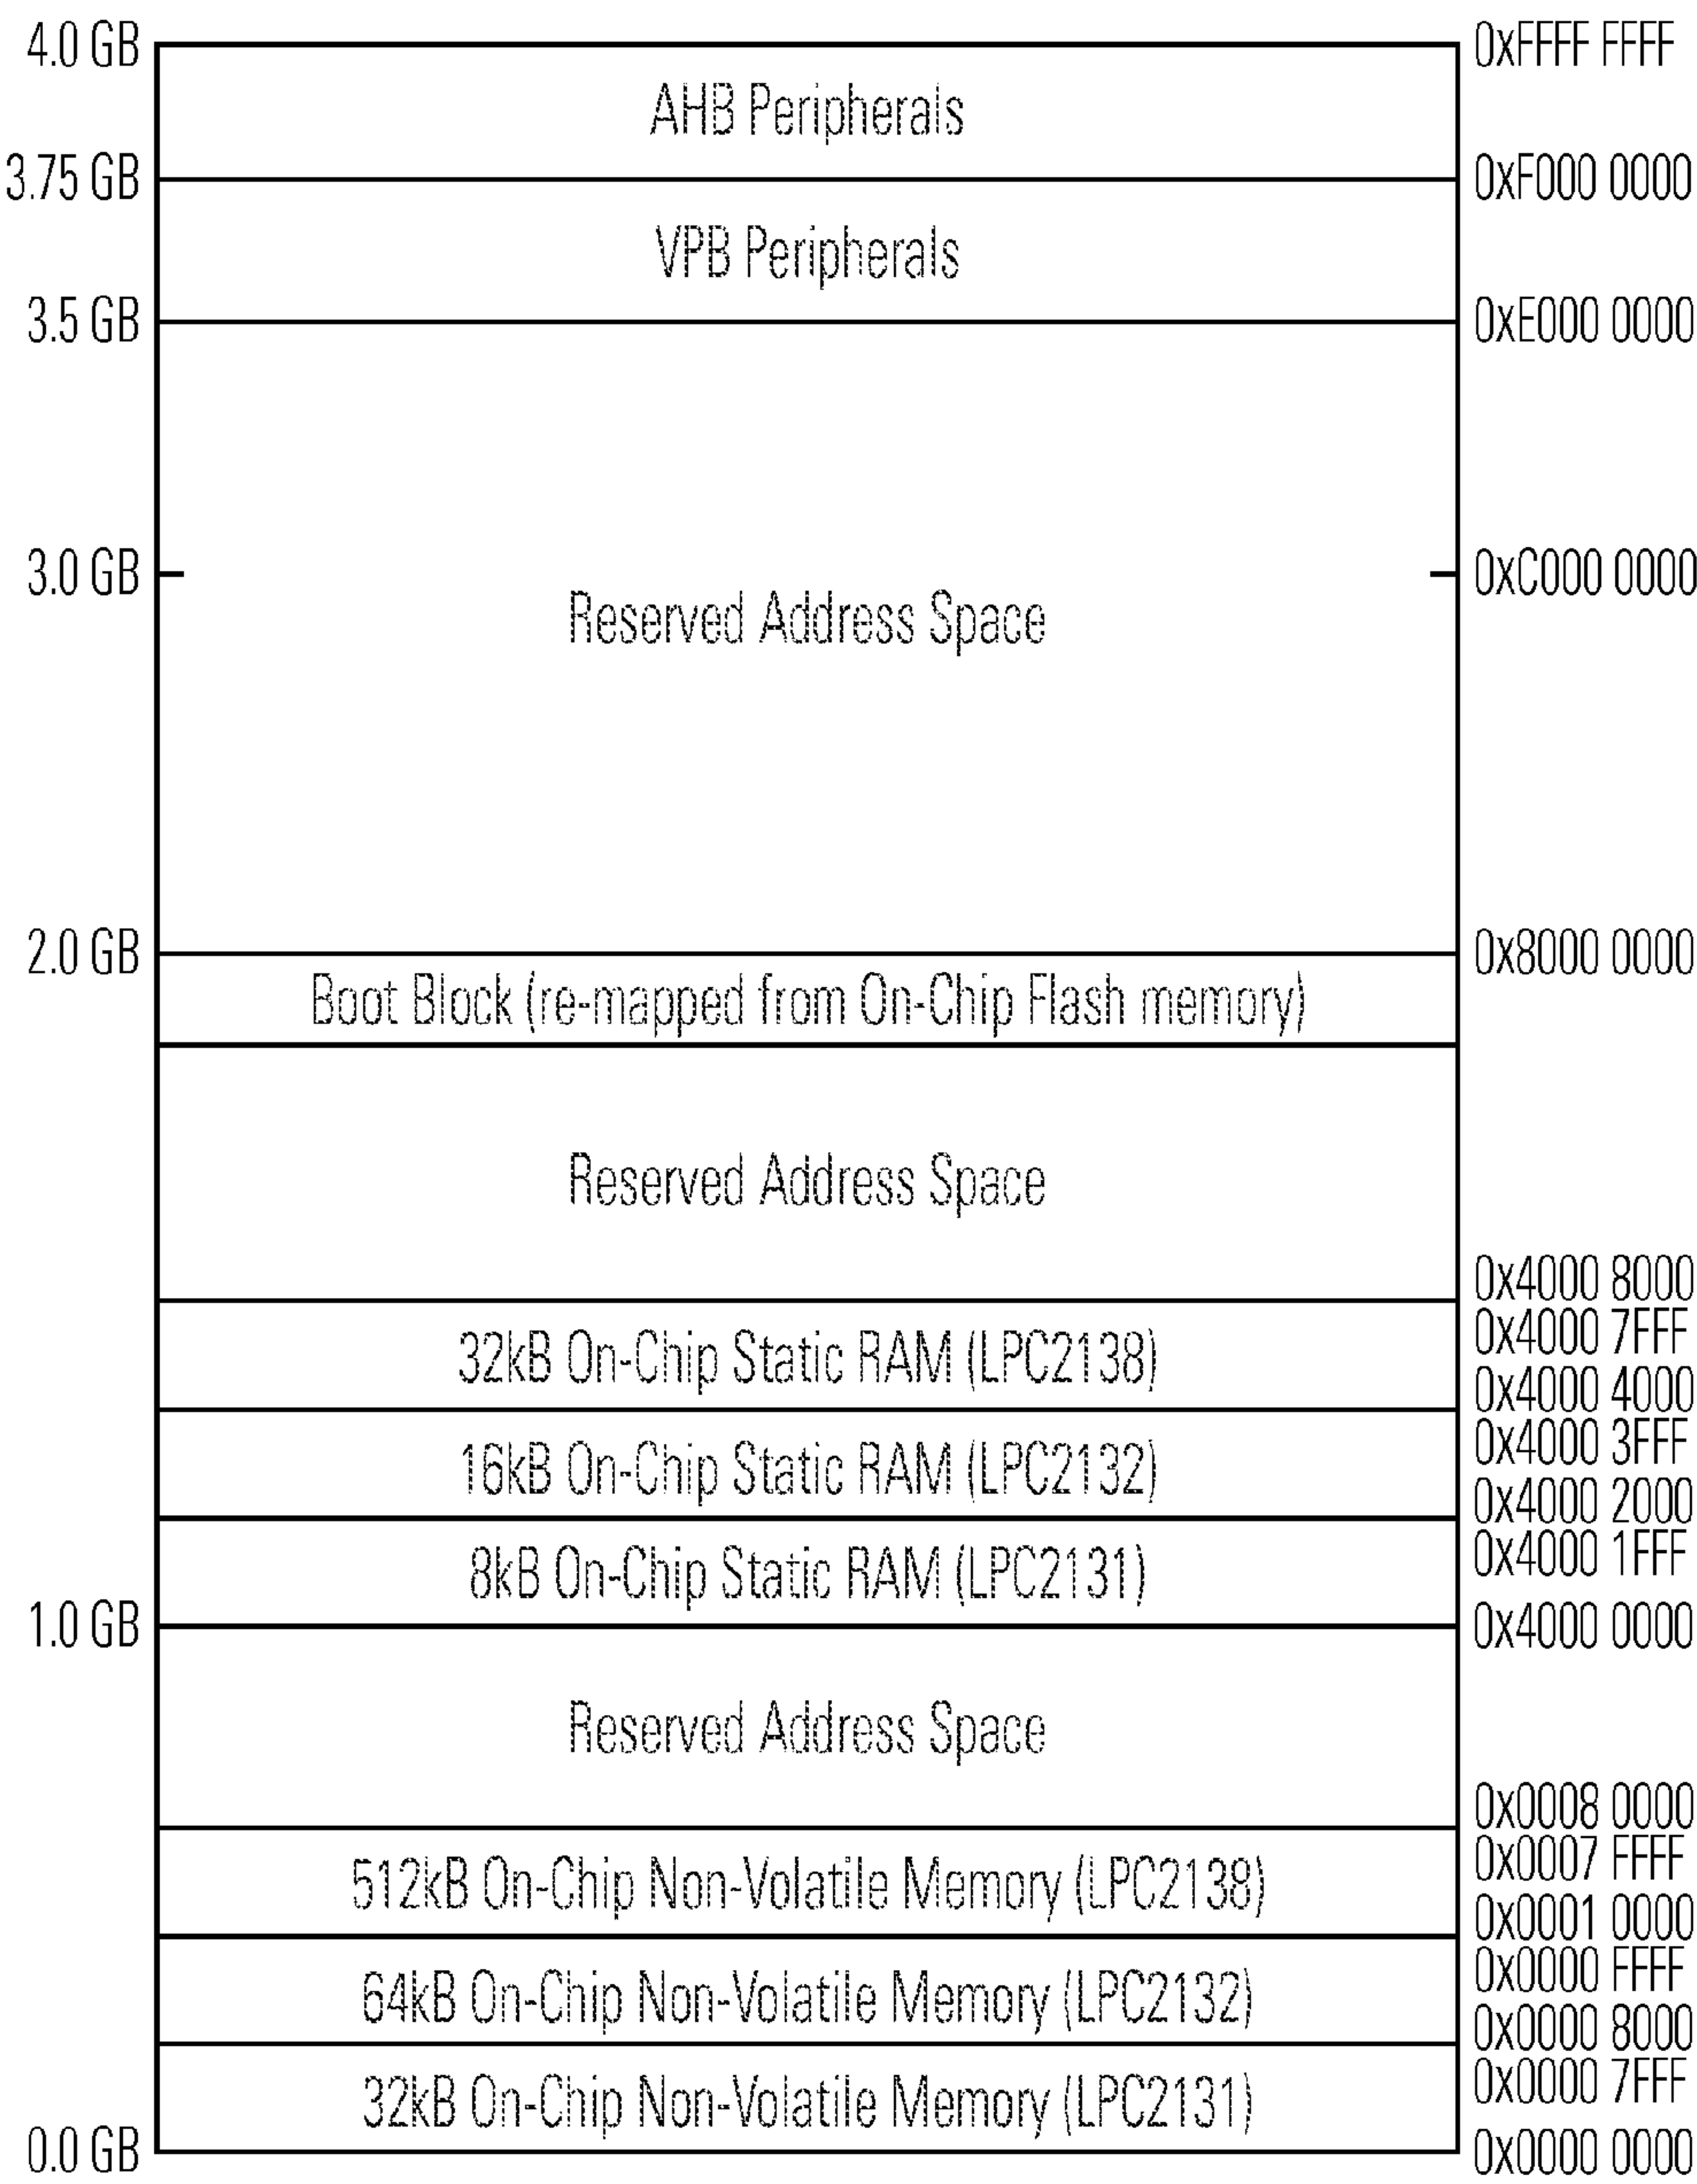 4.0 GB
0xFFFF FFFF
AHB Peripherals
3.75 GB
0xF000 0000
VPB Peripherals
3.5 GB
0xE000 0000
3.0 GB
0xC000 0000
Reserved Address Space
2.0 GB
0x8000 0000
Boot Block (re-mapped from On-Chip Flash memory)
Reserved Address Space
0x4000 8000
0x4000 7FFF
32kB On-Chip Static RAM (LPC2138)
0x4000 4000
0x4000 3FFF
16kB On-Chip Static RAM (LPC2132)
0x4000 2000
0x4000 1FFF
8kB On-Chip Static RAM (LPC2131)
1.0 GB
0x4000 0000
Reserved Address Space
0x0008 0000
0x0007 FFFF
512kB On-Chip Non-Volatile Memory (LPC2138)
0x0001 0000
0x0000 FFFF
64kB On-Chip Non-Volatile Memory (LPC2132)
0x0000 8000
0x0000 7FFF
32kB On-Chip Non-Volatile Memory (LPC2131)
0.0 GB
0x0000 0000